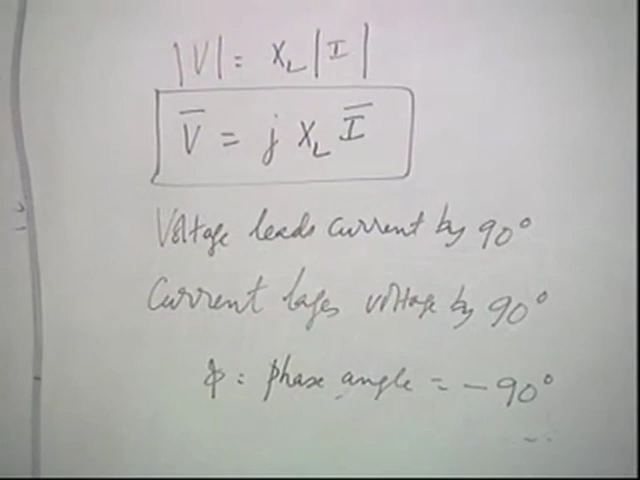 |V| = X_L |I|
V̅ = j X_L I̅
Voltage leads current by 90°
Current lags voltage by 90°
φ : phase angle = - 90°